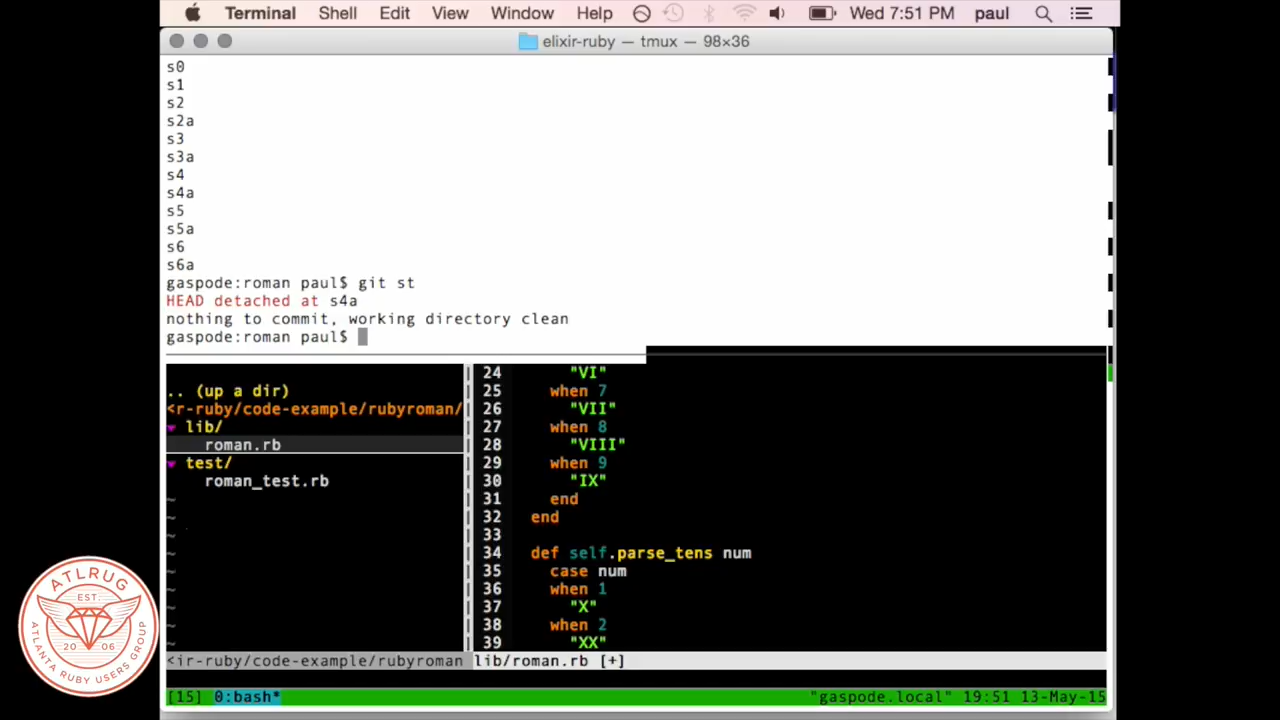 Terminal Shell Edit View Window Help Wed 7:51 PM paul
elixir-ruby — tmux — 98×36
s0
s1
s2
s2a
s3
s3a
s4
s4a
s5
s5a
s6
s6a
gaspode:roman paul$ git st
HEAD detached at s4a
nothing to commit, working directory clean
gaspode:roman paul$
.. (up a dir)
<r-ruby/code-example/rubyroman/
lib/
roman.rb
test/
roman_test.rb
~
~
~
~
~
~
~
~
~
24 "VI"
25 when 7
26 "VII"
27 when 8
28 "VIII"
29 when 9
30 "IX"
31 end
32 end
33
34 def self.parse_tens num
35 case num
36 when 1
37 "X"
38 when 2
39 "XX"
<ir-ruby/code-example/rubyroman lib/roman.rb [+]
[15] 0:bash* "gaspode.local" 19:51 13-May-15
ATLRUG
EST.
20 06
ATLANTA RUBY USERS GROUP